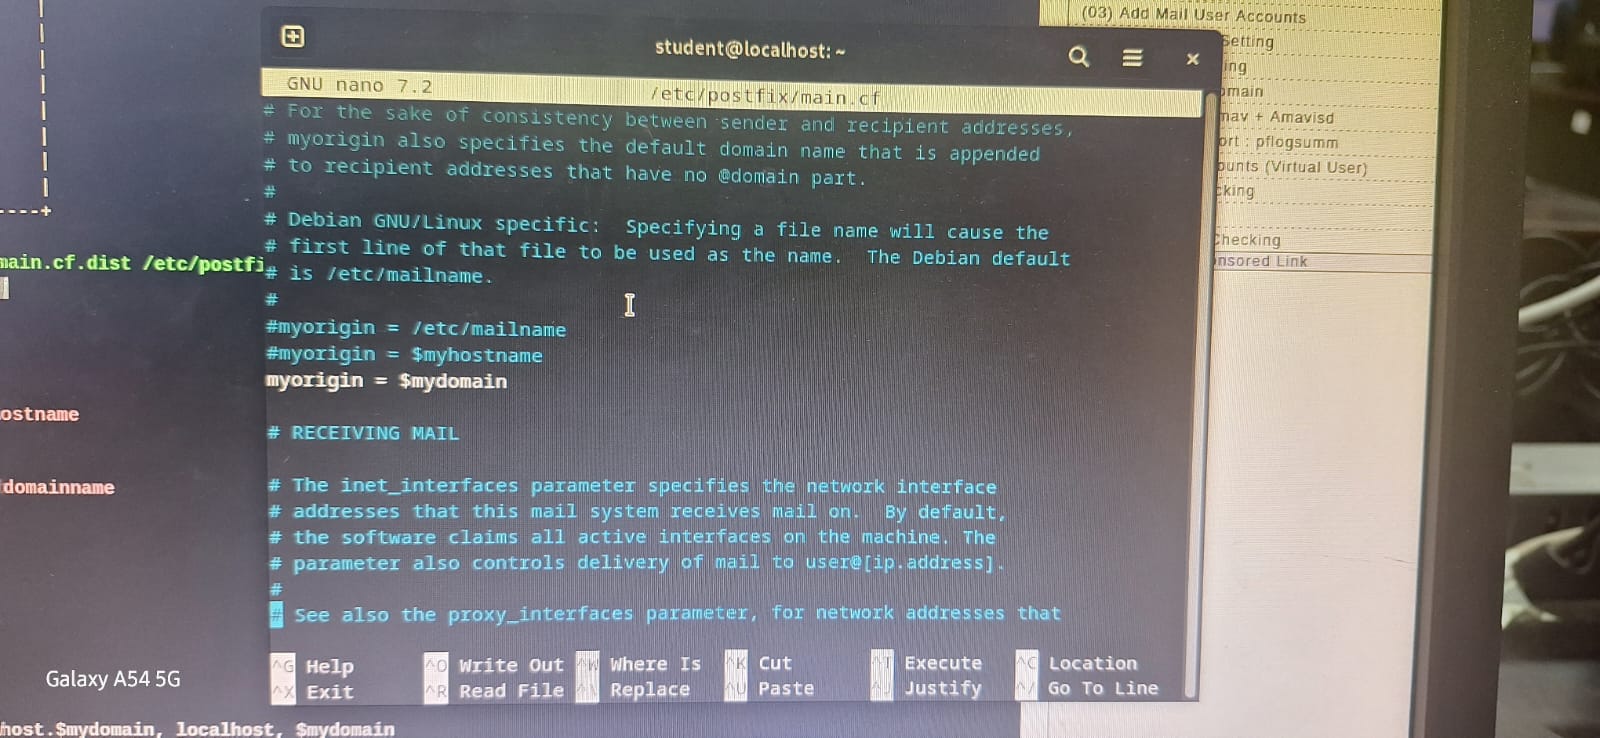 (03) Add Mail User Accounts
Setting
ing
main
nav + Amavisd
ort : pflogsumm
ounts (Virtual User)
cking
Checking
nsored Link
student@localhost:~
GNU nano 7.2 /etc/postfix/main.cf
# For the sake of consistency between sender and recipient addresses,
# myorigin also specifies the default domain name that is appended
# to recipient addresses that have no @domain part.
#
# Debian GNU/Linux specific:  Specifying a file name will cause the
# first line of that file to be used as the name.  The Debian default
# is /etc/mailname.
#
#myorigin = /etc/mailname
#myorigin = $myhostname
myorigin = $mydomain
# RECEIVING MAIL
# The inet_interfaces parameter specifies the network interface
# addresses that this mail system receives mail on.  By default,
# the software claims all active interfaces on the machine. The
# parameter also controls delivery of mail to user@[ip.address].
#
# See also the proxy_interfaces parameter, for network addresses that
^G Help ^O Write Out ^W Where Is ^K Cut ^T Execute ^C Location
^X Exit ^R Read File ^\ Replace ^U Paste ^J Justify ^/ Go To Line
----+
main.cf.dist /etc/postfi
ostname
domainname
host.$mydomain, localhost, $mydomain
Galaxy A54 5G